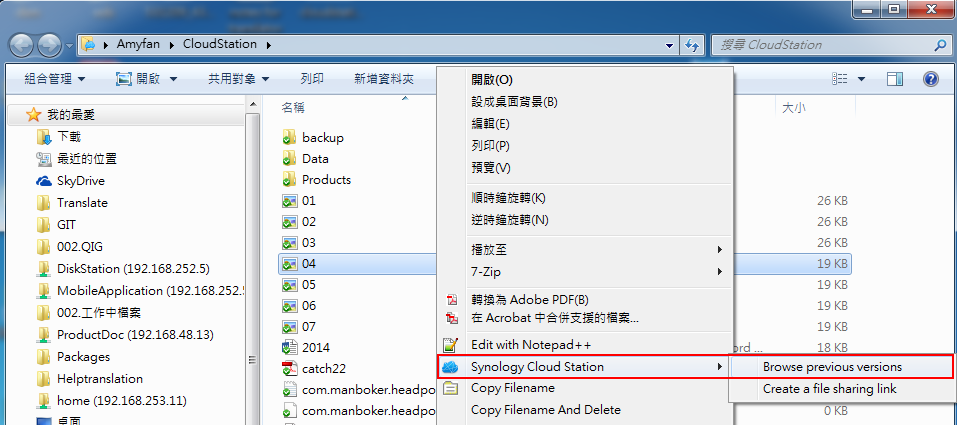 Amyfan CloudStation
搜尋 CloudStation
組合管理 開啟 共用對象 列印 新增資料夾
我的最愛
下載
最近的位置
SkyDrive
Translate
GIT
002.QIG
DiskStation (192.168.252.5)
MobileApplication (192.168.252.5
002.工作中檔案
ProductDoc (192.168.48.13)
Packages
Helptranslation
home (192.168.253.11)
桌面
名稱
backup
Data
Products
01
02
03
04
05
06
07
2014
catch22
com.manboker.headpo
com.manboker.headpo
開啟(O)
設成桌面背景(B)
編輯(E)
列印(P)
預覽(V)
順時鐘旋轉(K)
逆時鐘旋轉(N)
播放至
7-Zip
轉換為 Adobe PDF(B)
在 Acrobat 中合併支援的檔案...
Edit with Notepad++
Synology Cloud Station
Copy Filename
Copy Filename And Delete
Browse previous versions
Create a file sharing link
大小
26 KB
26 KB
26 KB
19 KB
19 KB
19 KB
19 KB
ord ... 18 KB
0 KB